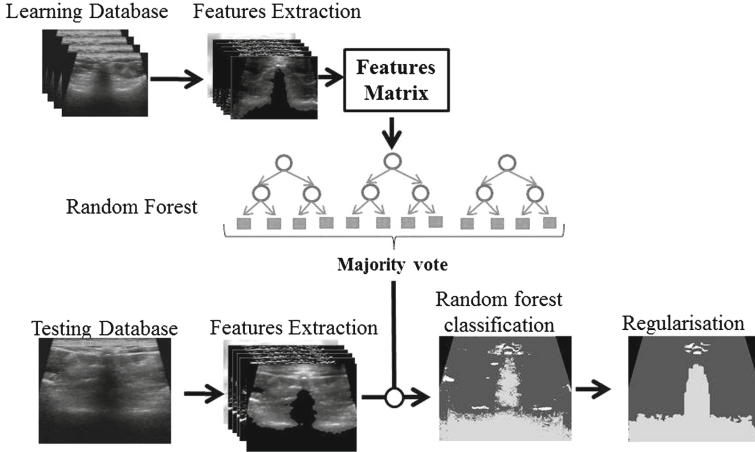 Learning Database
Features Extraction
Features
Matrix
Random Forest
Majority vote
Testing Database
Features Extraction
Random forest
classification
Regularisation